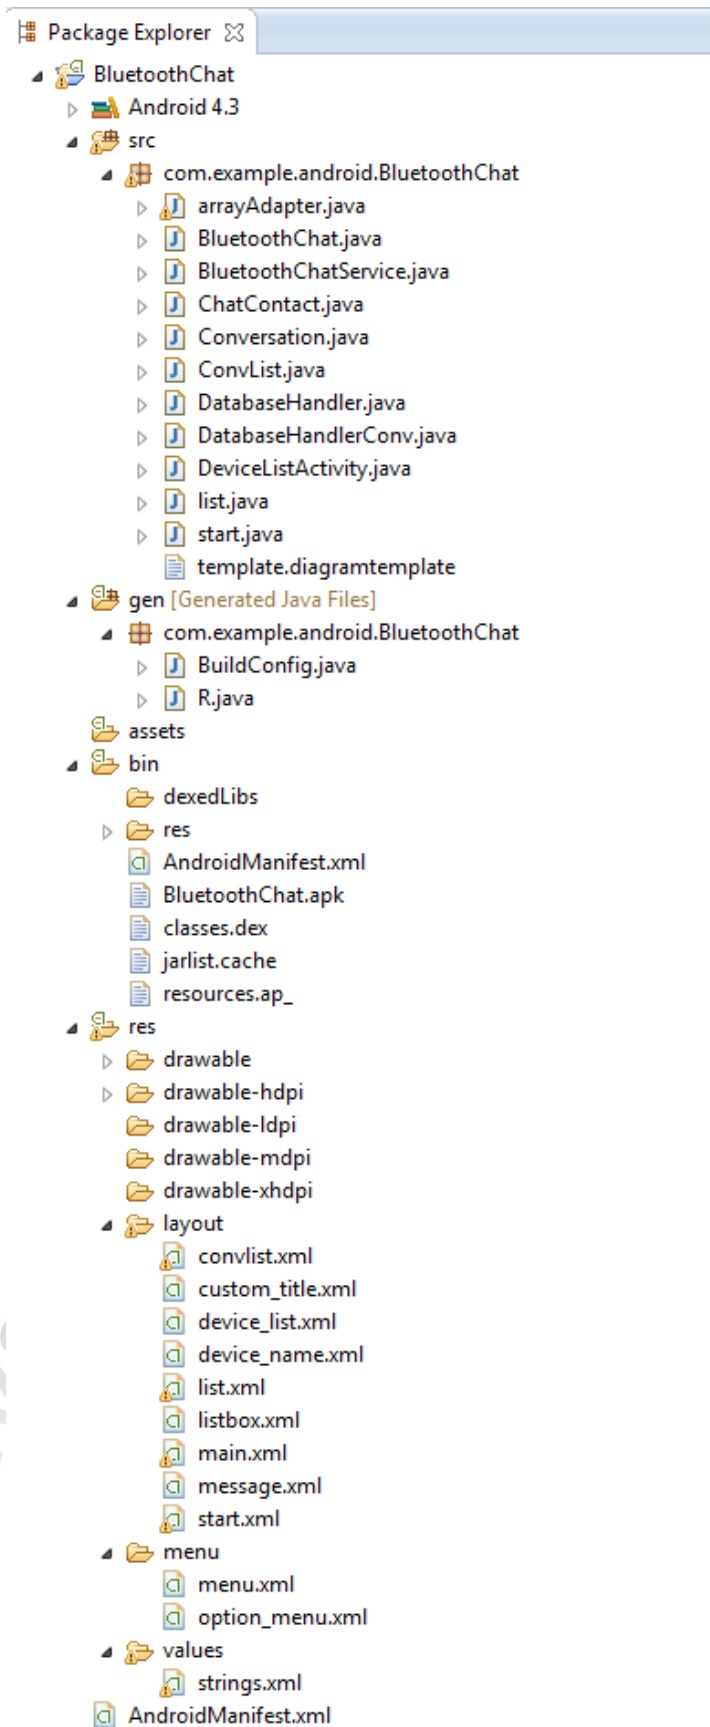 Package Explorer
BluetoothChat
Android 4.3
src
com.example.android.BluetoothChat
arrayAdapter.java
BluetoothChat.java
BluetoothChatService.java
ChatContact.java
Conversation.java
ConvList.java
DatabaseHandler.java
DatabaseHandlerConv.java
DeviceListActivity.java
list.java
start.java
template.diagramtemplate
gen [Generated Java Files]
com.example.android.BluetoothChat
BuildConfig.java
R.java
assets
bin
dexedLibs
res
AndroidManifest.xml
BluetoothChat.apk
classes.dex
jarlist.cache
resources.ap_
res
drawable
drawable-hdpi
drawable-ldpi
drawable-mdpi
drawable-xhdpi
layout
convlist.xml
custom_title.xml
device_list.xml
device_name.xml
list.xml
listbox.xml
main.xml
message.xml
start.xml
menu
menu.xml
option_menu.xml
values
strings.xml
AndroidManifest.xml